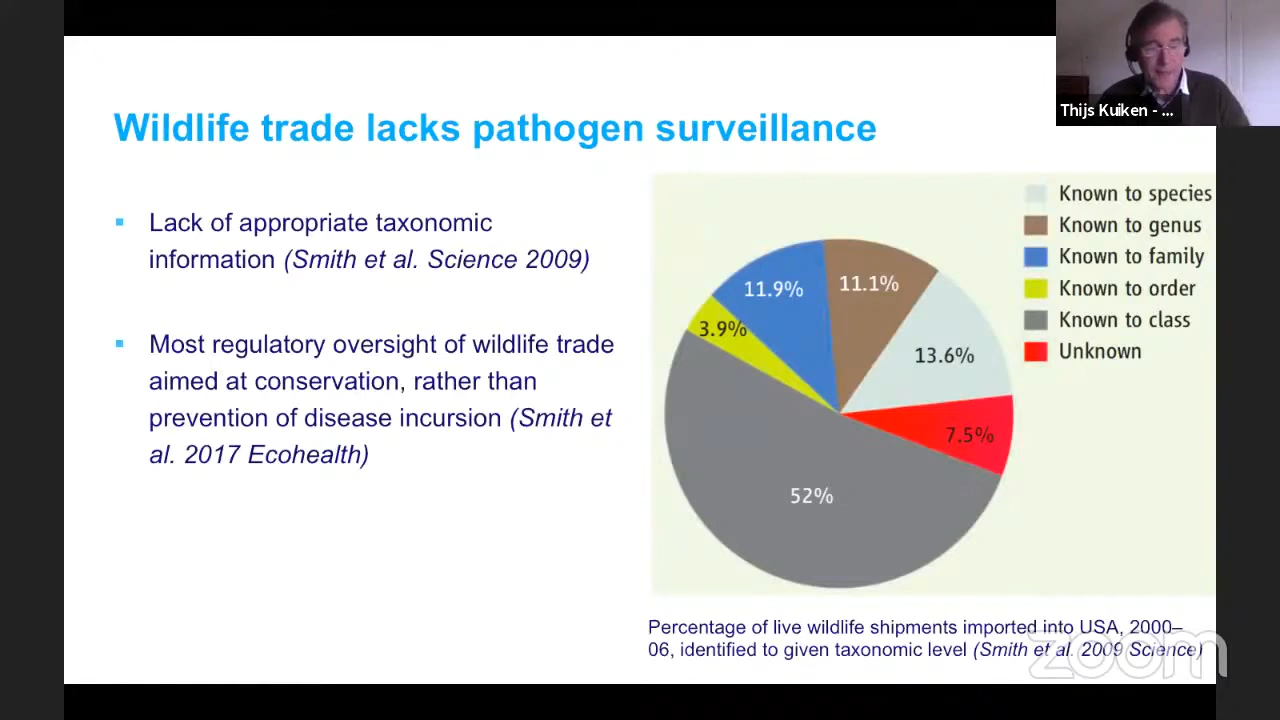 Thijs Kuiken - ...
Wildlife trade lacks pathogen surveillance
▪ Lack of appropriate taxonomic
information (Smith et al. Science 2009)
▪ Most regulatory oversight of wildlife trade
aimed at conservation, rather than
prevention of disease incursion (Smith et
al. 2017 Ecohealth)
Known to species
Known to genus
Known to family
Known to order
Known to class
Unknown
11.9%
11.1%
3.9%
13.6%
7.5%
52%
Percentage of live wildlife shipments imported into USA, 2000–
06, identified to given taxonomic level (Smith et al. 2009 Science)
zoom